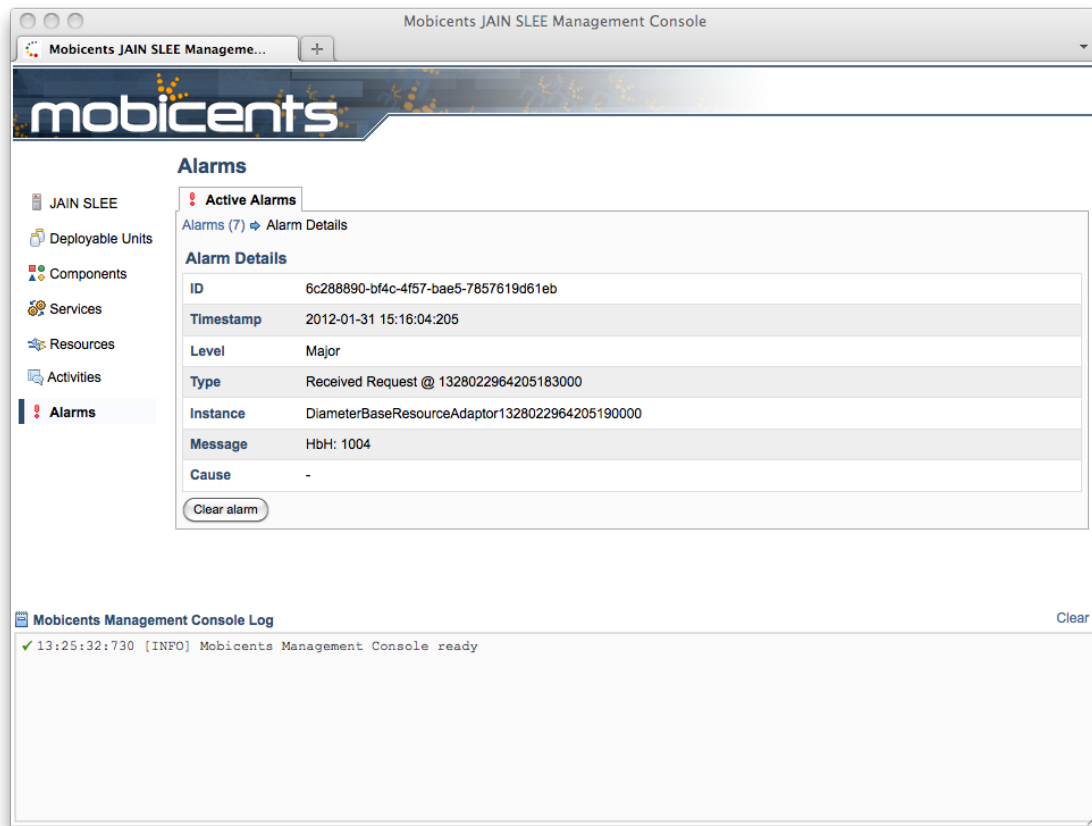 Mobicents JAIN SLEE Management Console
Mobicents JAIN SLEE Manageme...
mobicents
Alarms
JAIN SLEE
Deployable Units
Components
Services
Resources
Activities
Alarms
Active Alarms
Alarms (7) Alarm Details
Alarm Details
ID 6c288890-bf4c-4f57-bae5-7857619d61eb
Timestamp 2012-01-31 15:16:04:205
Level Major
Type Received Request @ 1328022964205183000
Instance DiameterBaseResourceAdaptor1328022964205190000
Message HbH: 1004
Cause -
Clear alarm
Mobicents Management Console Log Clear
13:25:32:730 [INFO] Mobicents Management Console ready